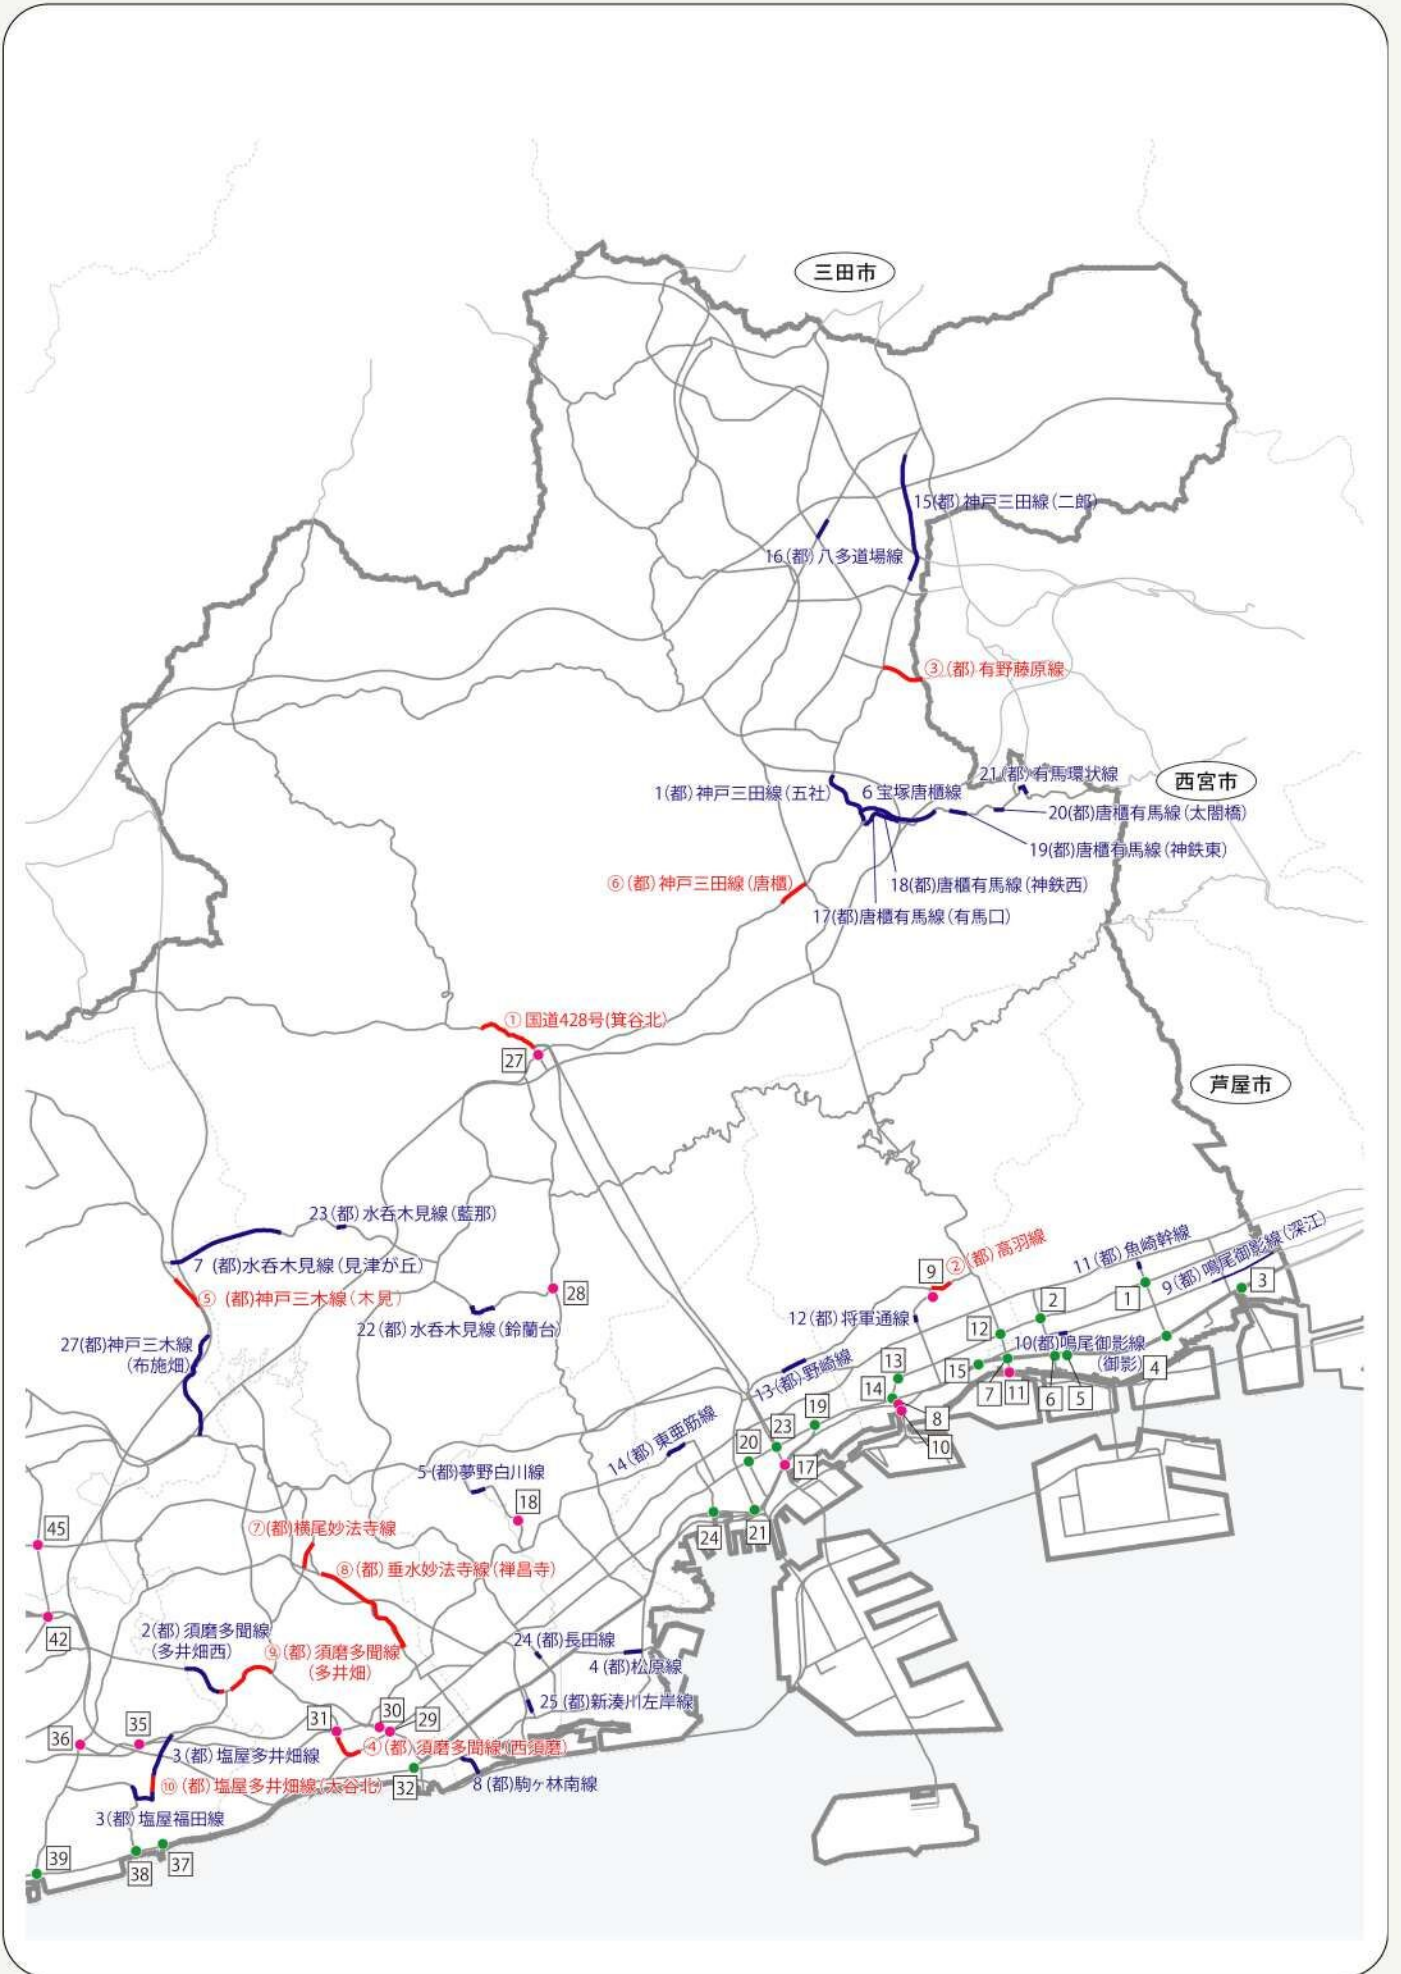 三田市
15(都)神戸三田線(二郎)
16(都)八多道場線
③(都)有野藤原線
21(都)有馬環状線
西宮市
1(都)神戸三田線(五社)
6宝塚唐櫃線
20(都)唐櫃有馬線(太閤橋)
19(都)唐櫃有馬線(神鉄東)
⑥(都)神戸三田線(唐櫃)
18(都)唐櫃有馬線(神鉄西)
17(都)唐櫃有馬線(有馬口)
①国道428号(箕谷北)
27
芦屋市
23(都)水呑木見線(藍那)
7 (都)水呑木見線(見津が丘)
⑤ (都)神戸三木線(木見)
28
22(都)水呑木見線(鈴蘭台)
27(都)神戸三木線
(布施畑)
9
②(都)高羽線
11(都)魚崎幹線
9(都)鳴尾御影線(深江)
3
1
2
12(都)将軍通線
12
10(都)鳴尾御影線
(御影)
4
15
7
11
6
5
13
14
8
10
13(都)野崎線
19
23
20
17
14(都)東亜筋線
5(都)夢野白川線
18
24
21
45
⑦(都)横尾妙法寺線
⑧(都)垂水妙法寺線(禅昌寺)
42
2(都)須磨多聞線
(多井畑西)
⑨(都)須磨多聞線
(多井畑)
24(都)長田線
4(都)松原線
25(都)新湊川左岸線
31
30
29
36
35
④(都)須磨多聞線(西須磨)
3(都)塩屋多井畑線
⑩(都)塩屋多井畑線(大谷北)
32
8(都)駒ヶ林南線
3(都)塩屋福田線
39
38
37